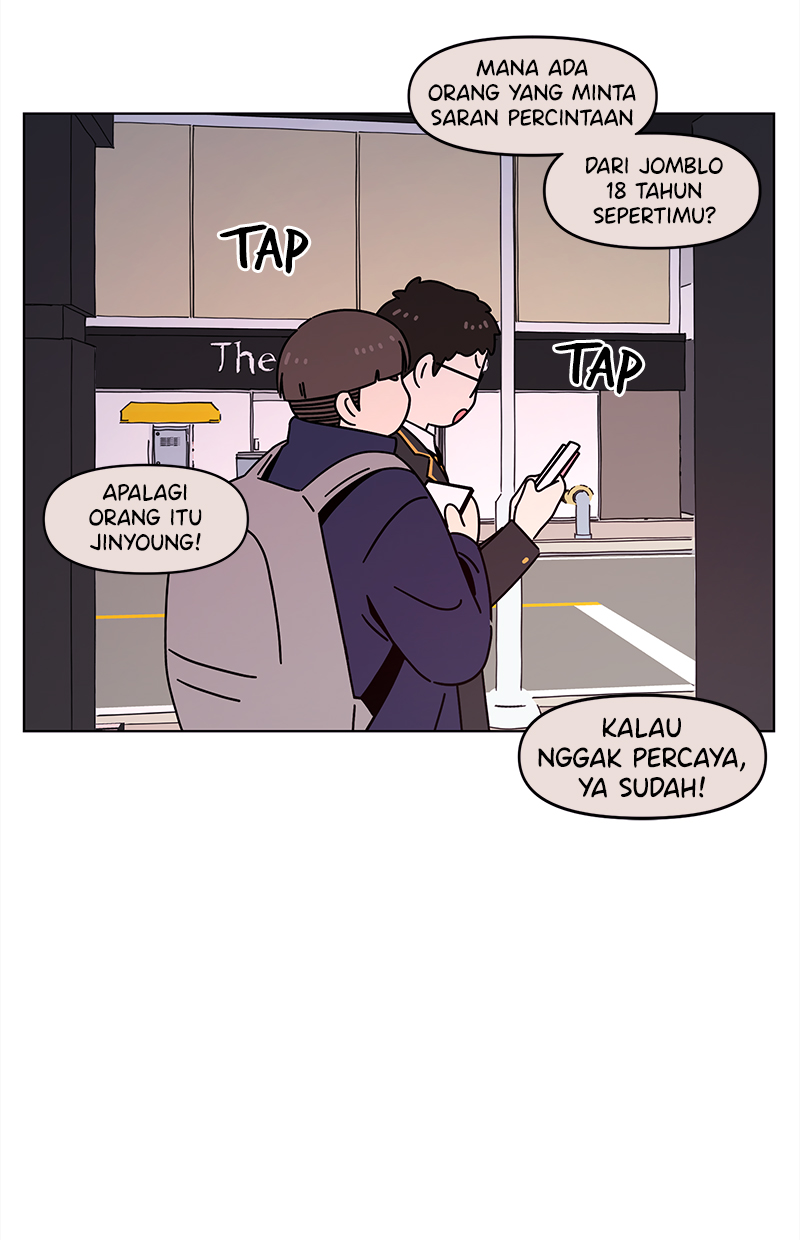 MANA ADA
ORANG YANG MINTA
SARAN PERCINTAAN
DARI JOMBLO
18 TAHUN
SEPERTIMU?
TAP
The
TAP
APALAGI
ORANG ITU
JINYOUNG!
KALAU
NGGAK PERCAYA,
YA SUDAH!